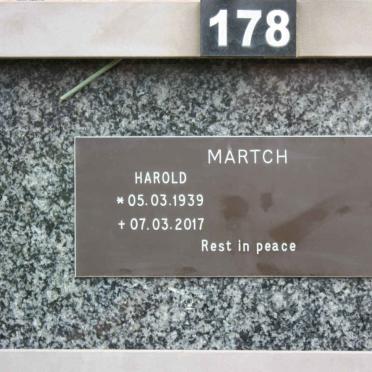 178
MARTCH
HAROLD
* 05.03.1939
+ 07.03.2017
Rest in peace